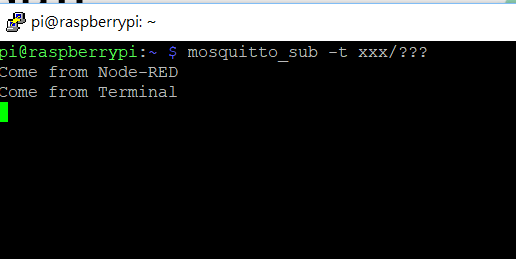 pi@raspberrypi: ~
pi@raspberrypi:~ $ mosquitto_sub -t xxx/???
Come from Node-RED
Come from Terminal